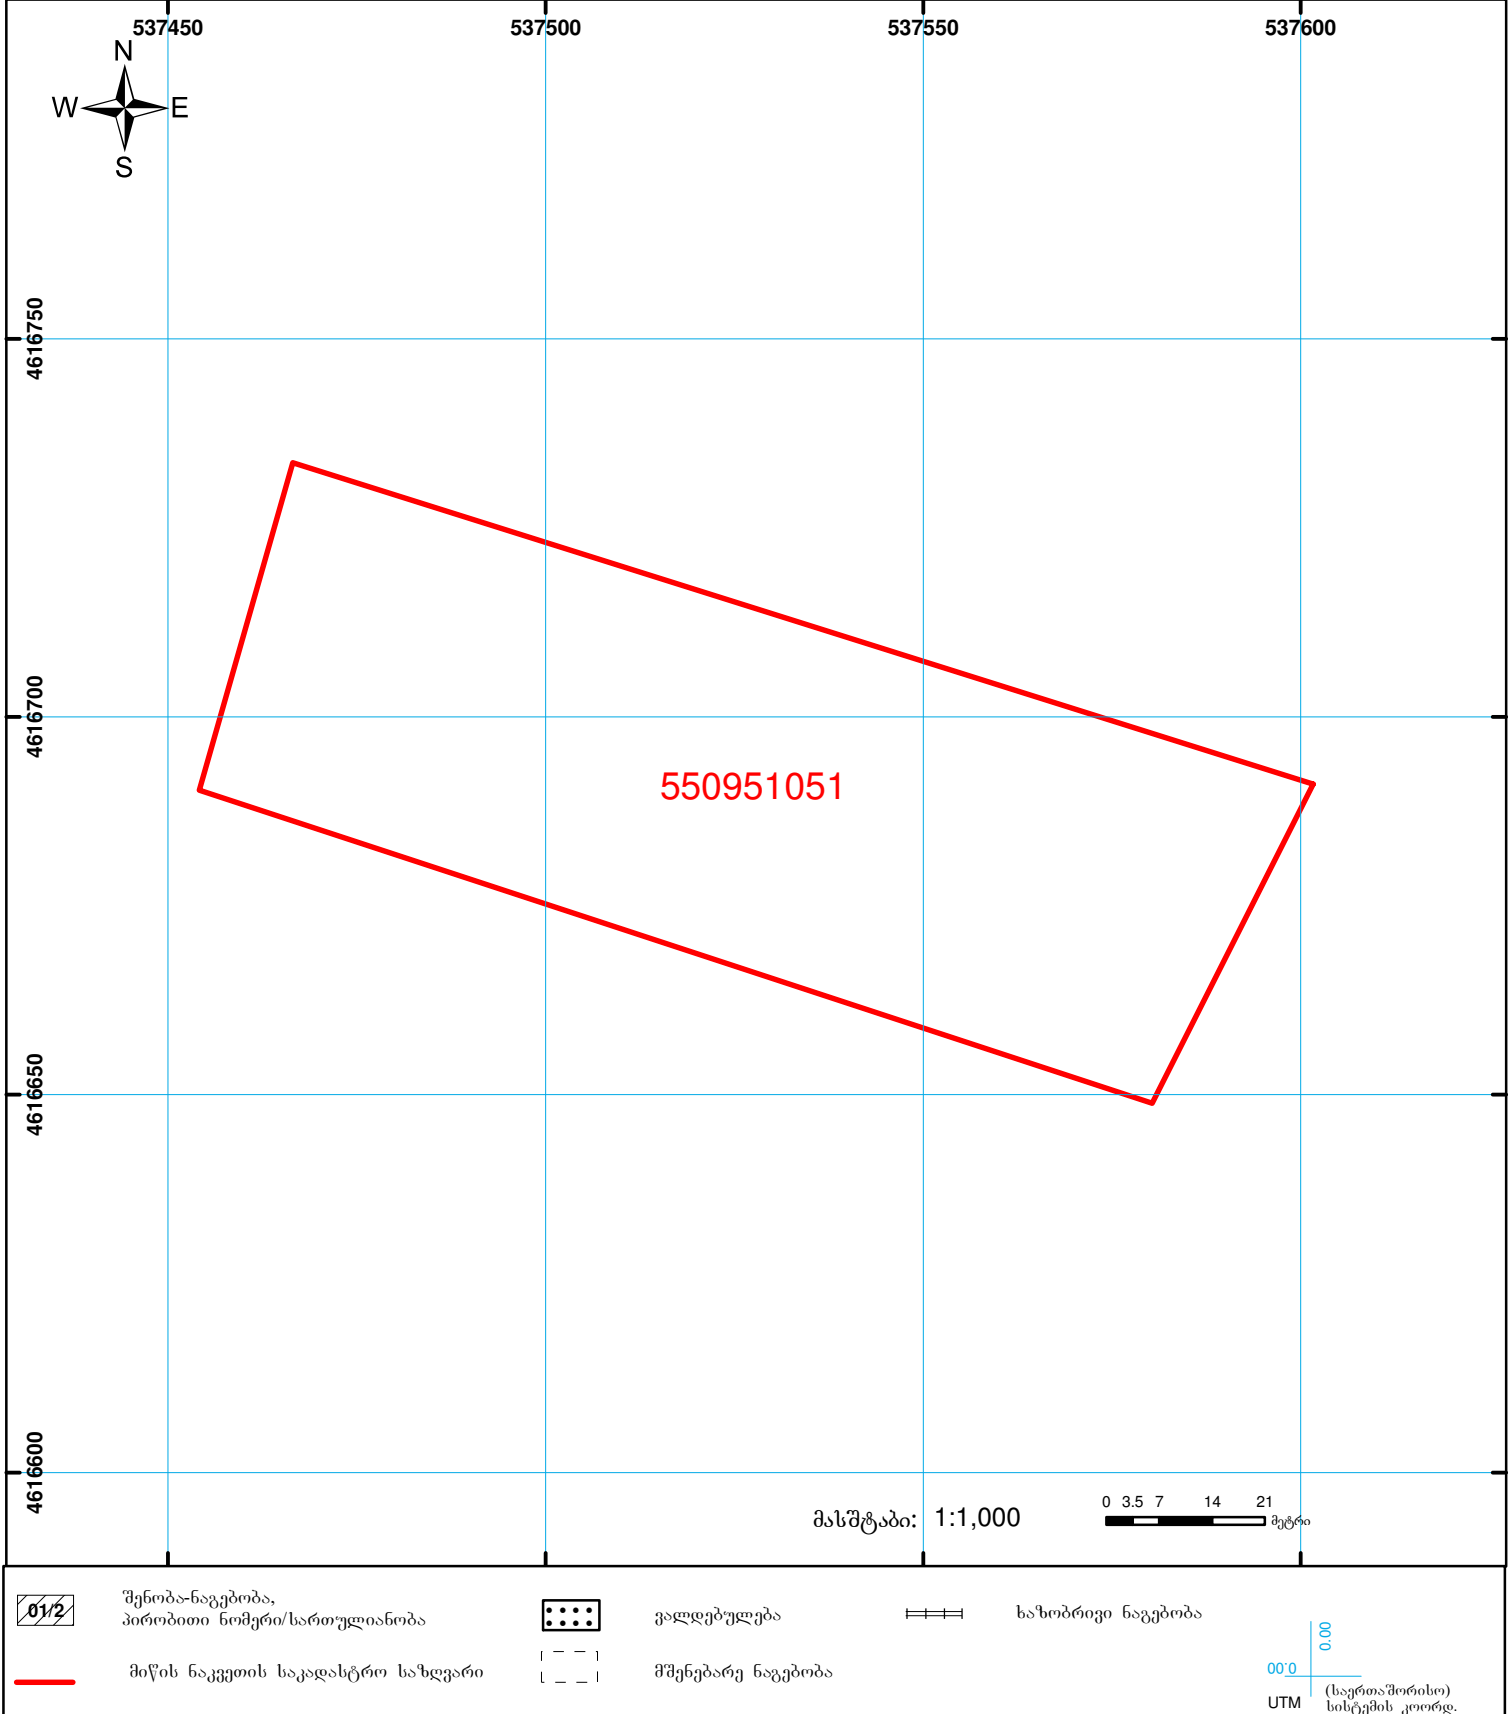 537450
537500
537550
537600
N
W
E
S
4616750
4616700
550951051
4616650
4616600
მასშტაბი: 1:1,000
0 3.5 7 14 21
მეტრი
01/2
შენობა-ნაგებობა,
პირობითი ნომერი/სართულიანობა
ვალდებულება
ხაზობრივი ნაგებობა
მიწის ნაკვეთის საკადასტრო საზღვარი
მშენებარე ნაგებობა
0.00
00.0
UTM
(საერთაშორისო)
სისტემის კოორდ.